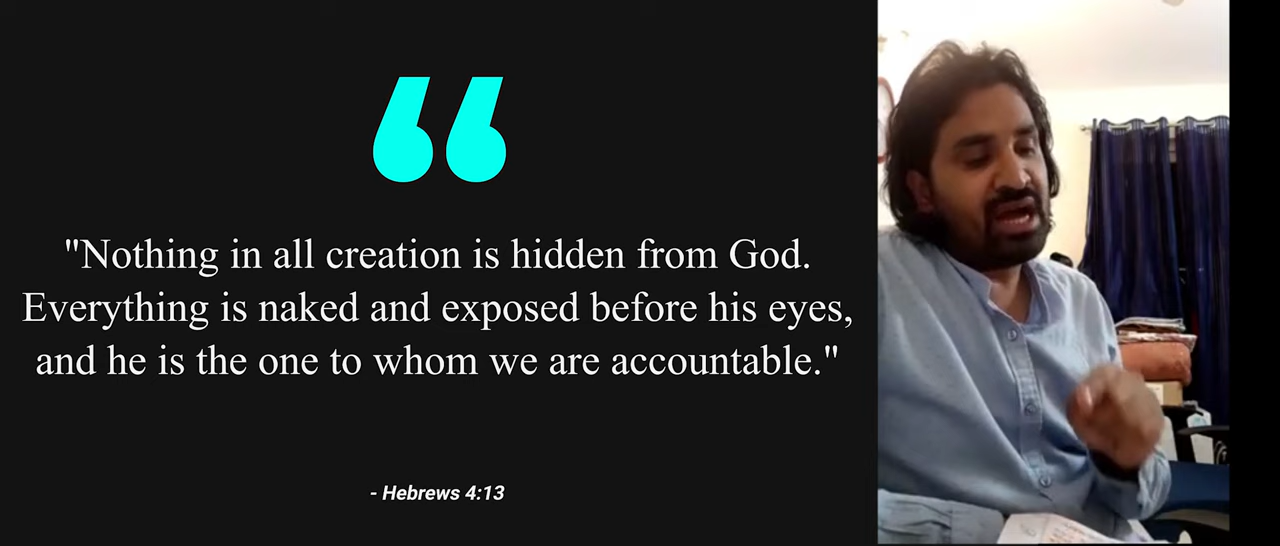 "Nothing in all creation is hidden from God.
Everything is naked and exposed before his eyes,
and he is the one to whom we are accountable."
- Hebrews 4:13